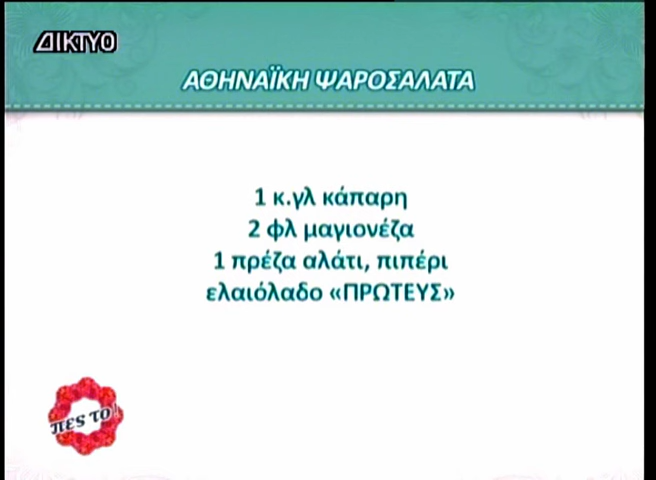 ΔΙΚΤΥΟ
ΑΘΗΝΑΪΚΗ ΨΑΡΟΣΑΛΑΤΑ
1 κ.γλ κάπαρη
2 φλ μαγιονέζα
1 πρέζα αλάτι, πιπέρι
ελαιόλαδο «ΠΡΩΤΕΥΣ»
πες το!